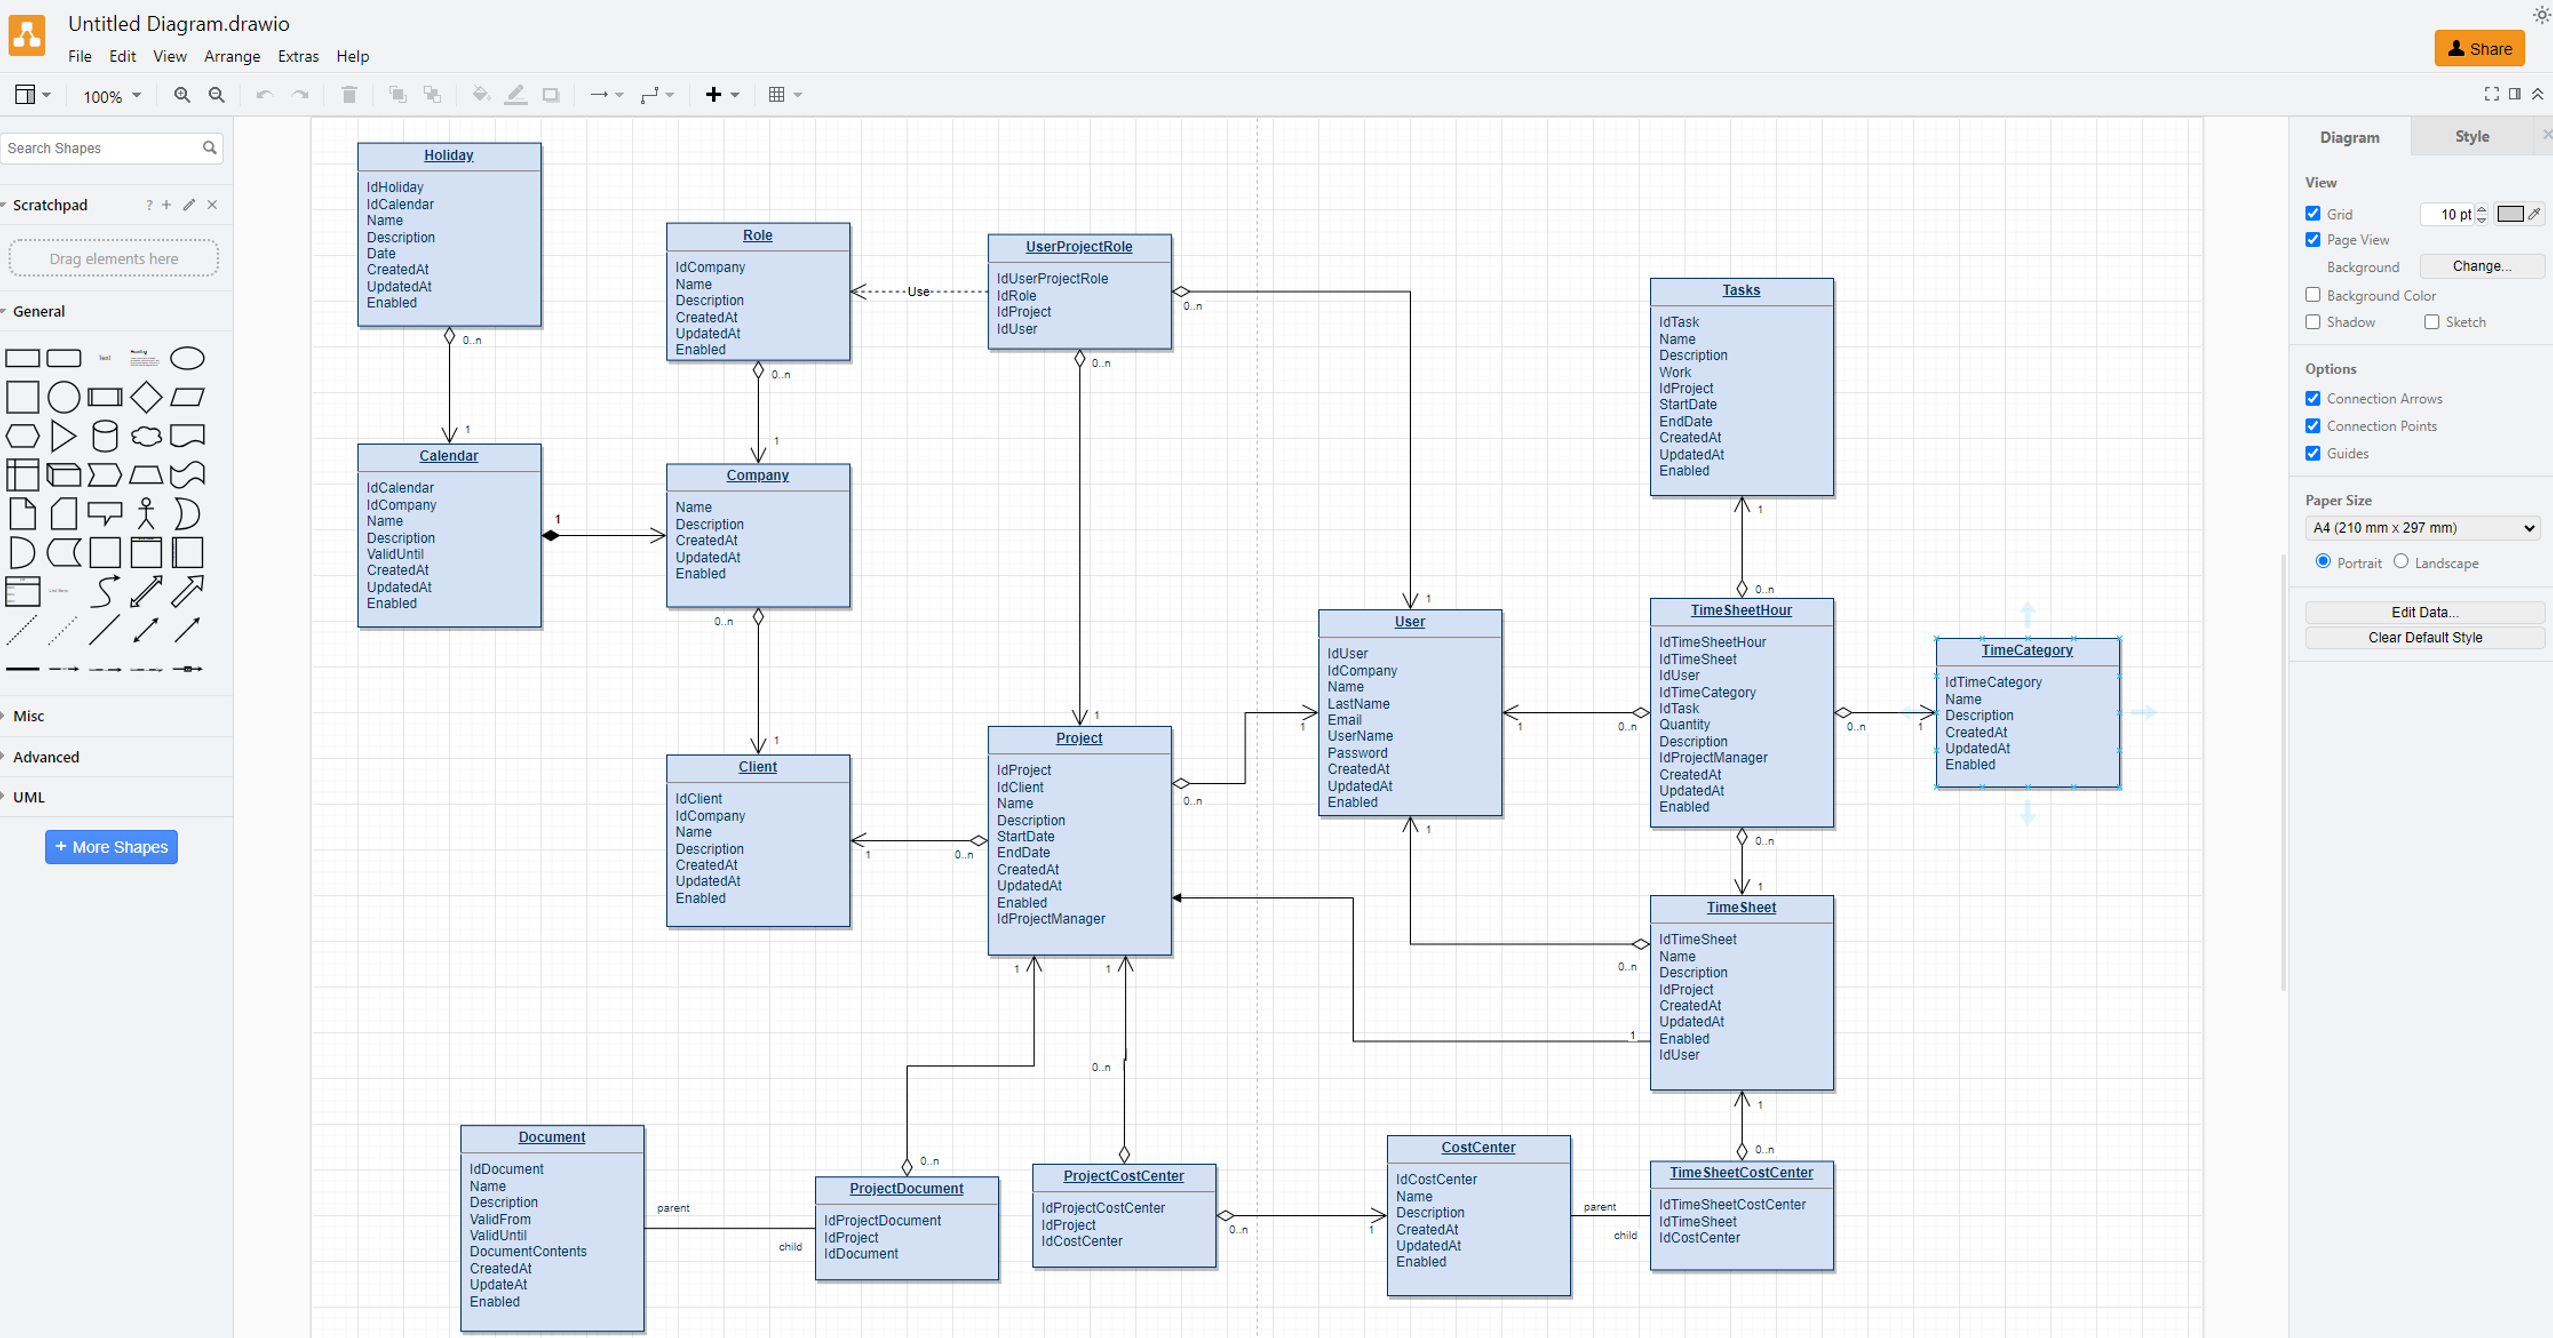 Untitled Diagram.drawio
File Edit View Arrange Extras Help
Share
100%
Search Shapes
Scratchpad ?
Drag elements here
General
Text
Heading
List Item
Misc
Advanced
UML
+ More Shapes
Holiday
IdHoliday
IdCalendar
Name
Description
Date
CreatedAt
UpdatedAt
Enabled
0..n
1
Calendar
IdCalendar
IdCompany
Name
Description
ValidUntil
CreatedAt
UpdatedAt
Enabled
1
Role
IdCompany
Name
Description
CreatedAt
UpdatedAt
Enabled
0..n
1
Use
Company
Name
Description
CreatedAt
UpdatedAt
Enabled
0..n
1
Client
IdClient
IdCompany
Name
Description
CreatedAt
UpdatedAt
Enabled
1
0..n
UserProjectRole
IdUserProjectRole
IdRole
IdProject
IdUser
0..n
0..n
1
1
Project
IdProject
IdClient
Name
Description
StartDate
EndDate
CreatedAt
UpdatedAt
Enabled
IdProjectManager
0..n
1
1
1
User
IdUser
IdCompany
Name
LastName
Email
UserName
Password
CreatedAt
UpdatedAt
Enabled
1
1
0..n
Tasks
IdTask
Name
Description
Work
IdProject
StartDate
EndDate
CreatedAt
UpdatedAt
Enabled
1
0..n
TimeSheetHour
IdTimeSheetHour
IdTimeSheet
IdUser
IdTimeCategory
IdTask
Quantity
Description
IdProjectManager
CreatedAt
UpdatedAt
Enabled
0..n
1
0..n
1
TimeCategory
IdTimeCategory
Name
Description
CreatedAt
UpdatedAt
Enabled
TimeSheet
IdTimeSheet
Name
Description
IdProject
CreatedAt
UpdatedAt
Enabled
IdUser
0..n
1
1
0..n
Document
IdDocument
Name
Description
ValidFrom
ValidUntil
DocumentContents
CreatedAt
UpdateAt
Enabled
parent
child
0..n
ProjectDocument
IdProjectDocument
IdProject
IdDocument
0..n
ProjectCostCenter
IdProjectCostCenter
IdProject
IdCostCenter
0..n
1
CostCenter
IdCostCenter
Name
Description
CreatedAt
UpdatedAt
Enabled
parent
child
TimeSheetCostCenter
IdTimeSheetCostCenter
IdTimeSheet
IdCostCenter
Diagram Style
View
Grid 10 pt
Page View
Background Change...
Background Color
Shadow Sketch
Options
Connection Arrows
Connection Points
Guides
Paper Size
A4 (210 mm x 297 mm)
Portrait Landscape
Edit Data...
Clear Default Style